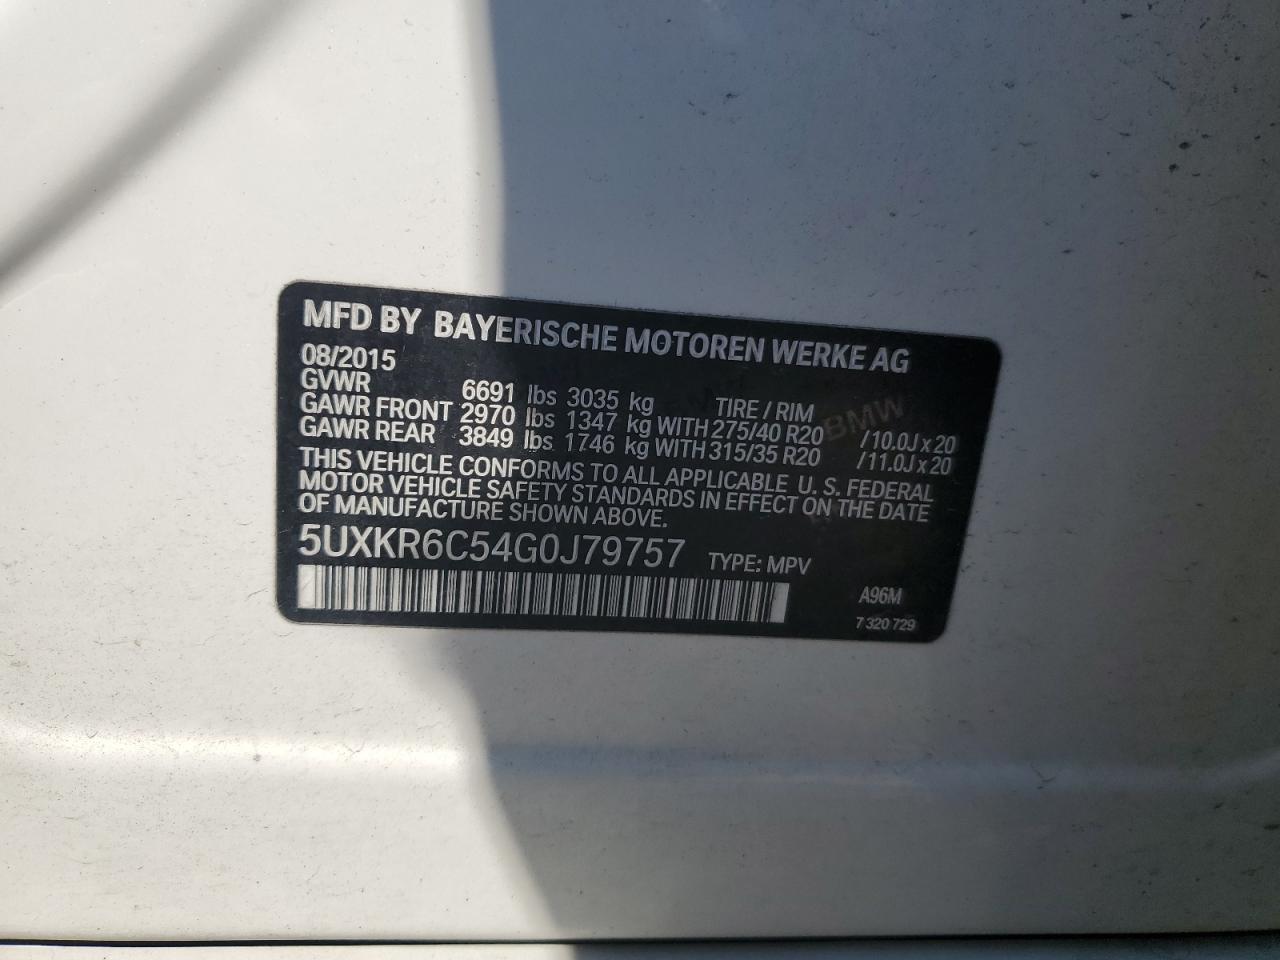 MFD BY BAYERISCHE MOTOREN WERKE AG
08/2015
GVWR 6691 lbs 3035 kg TIRE / RIM
GAWR FRONT 2970 lbs 1347 kg WITH 275/40 R20 /10.0J x 20
GAWR REAR 3849 lbs 1746 kg WITH 315/35 R20 /11.0J x 20
THIS VEHICLE CONFORMS TO ALL APPLICABLE U. S. FEDERAL
MOTOR VEHICLE SAFETY STANDARDS IN EFFECT ON THE DATE
OF MANUFACTURE SHOWN ABOVE.
5UXKR6C54G0J79757 TYPE: MPV
A96M
7 320 729
BMW